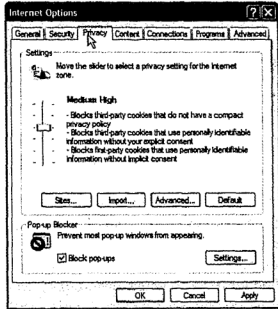 Internet Options
General Security Privacy Content Connections Programs Advanced
Settings
Move the slider to select a privacy setting for the Internet
zone.
Medium High
- Blocks third-party cookies that do not have a compact
privacy policy
- Blocks third-party cookies that use personally identifiable
information without your explicit consent
- Blocks first-party cookies that use personally identifiable
information without implicit consent
Sites... Import... Advanced... Default
Pop-up Blocker
Prevent most pop-up windows from appearing.
Block pop-ups Settings...
OK Cancel Apply